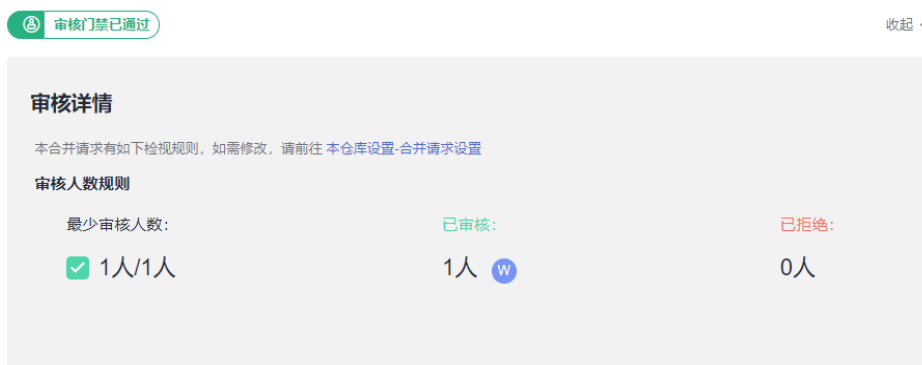 审核门禁已通过
收起
审核详情
本合并请求有如下检视规则，如需修改，请前往 本仓库设置-合并请求设置
审核人数规则
最少审核人数： 已审核： 已拒绝：
1人/1人 1人 W 0人